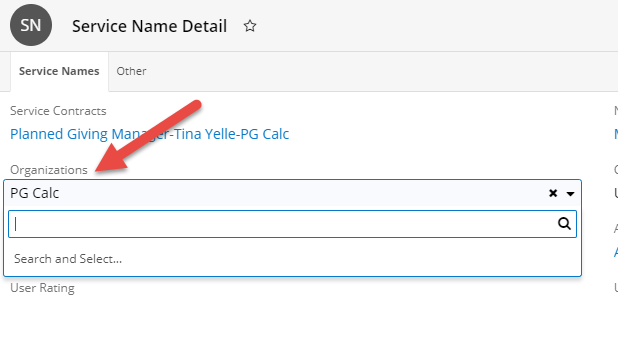 SN
Service Name Detail
Service Names
Other
Service Contracts
Planned Giving Manager-Tina Yelle-PG Calc
Organizations
PG Calc
Search and Select...
User Rating